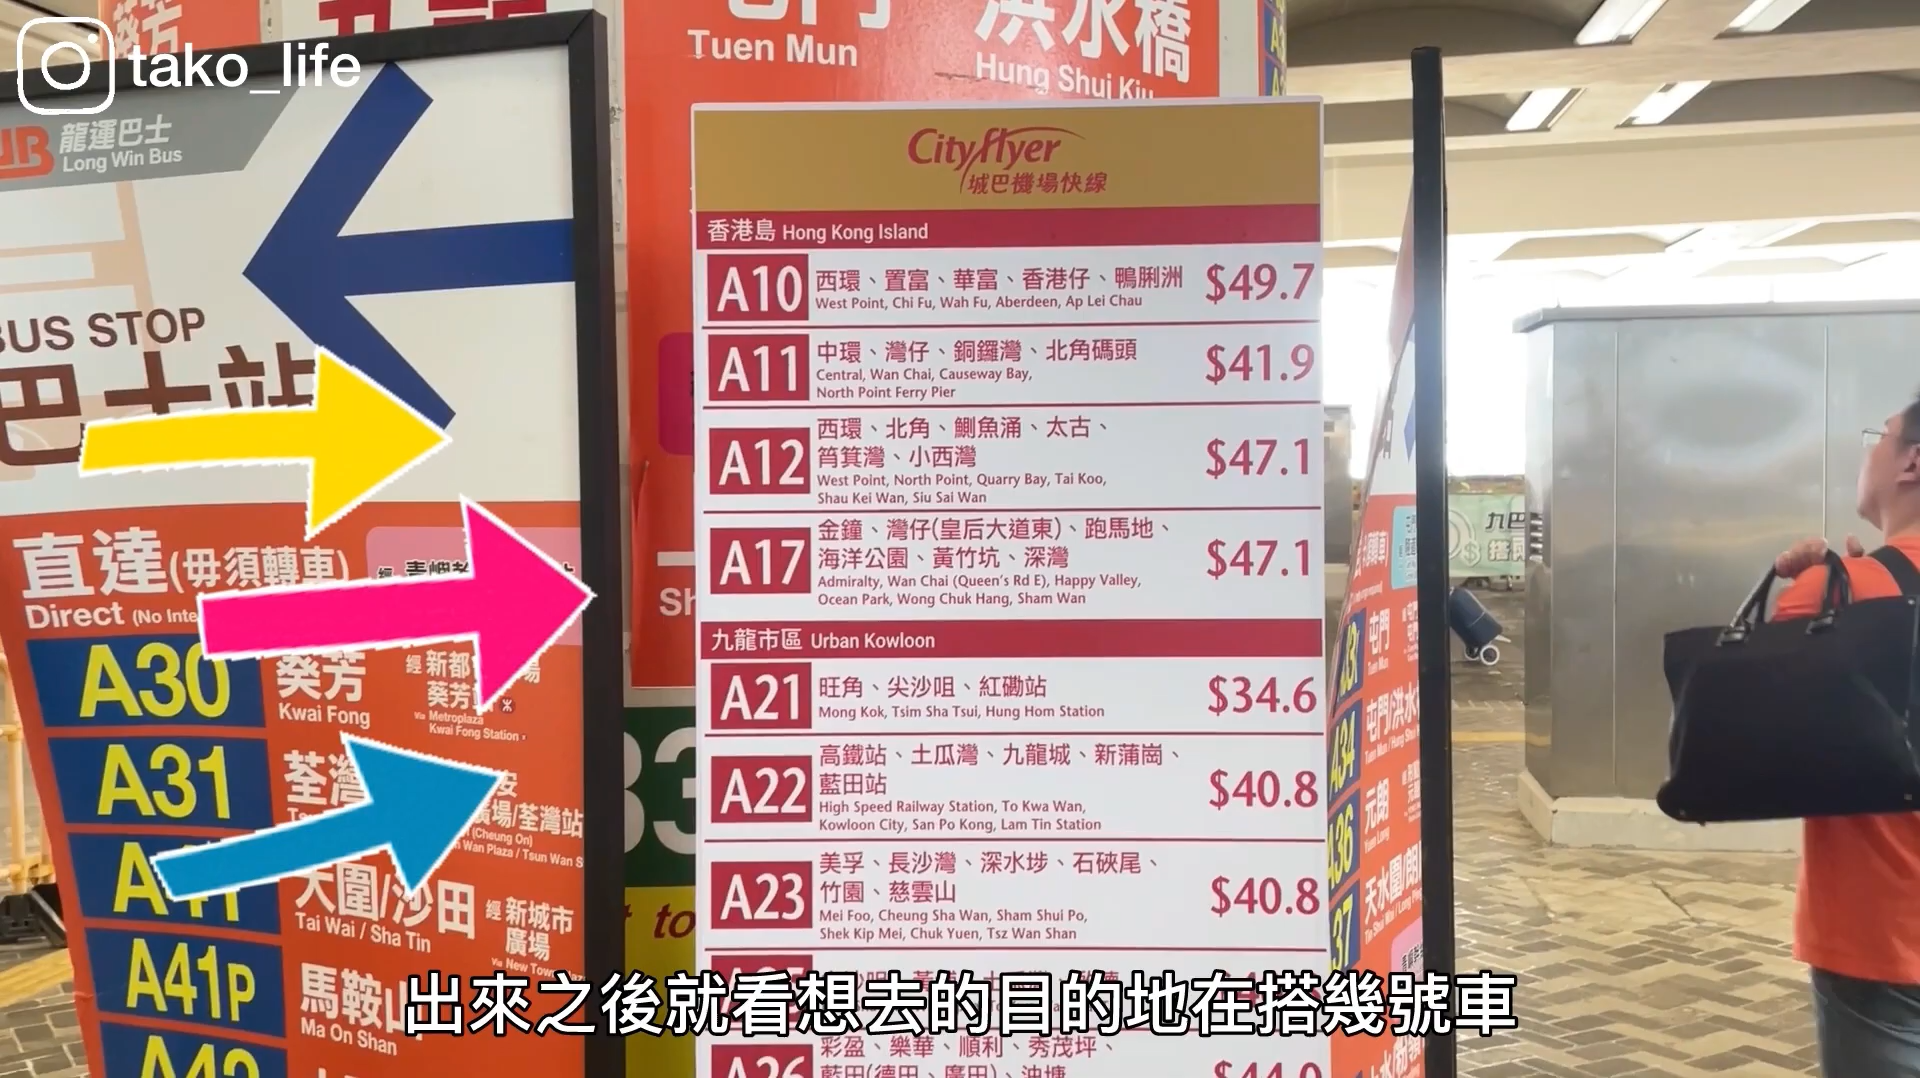 tako_life
龍運巴士
Long Win Bus
BUS STOP
巴士站
直達(毋須轉車)
Direct
A30
葵芳
Kwai Fong
經 新都
葵芳
Via Metroplaza
Kwai Fong Station
A31
荃灣
廣場/荃灣站
(Cheung On)
Wan Plaza / Tsun Wan
大圍/沙田
Tai Wai / Sha Tin
經 新城市
廣場
Via New Town
A41P
馬鞍山
Ma On Shan
屯門
Tuen Mun
洪水橋
Hung Shui Kiu
Cityflyer
城巴機場快線
香港島 Hong Kong Island
A10 西環、置富、華富、香港仔、鴨脷洲 $49.7
West Point, Chi Fu, Wah Fu, Aberdeen, Ap Lei Chau
A11 中環、灣仔、銅鑼灣、北角碼頭 $41.9
Central, Wan Chai, Causeway Bay,
North Point Ferry Pier
A12 西環、北角、鰂魚涌、太古、
筲箕灣、小西灣 $47.1
West Point, North Point, Quarry Bay, Tai Koo,
Shau Kei Wan, Siu Sai Wan
A17 金鐘、灣仔(皇后大道東)、跑馬地、
海洋公園、黃竹坑、深灣 $47.1
Admiralty, Wan Chai (Queen's Rd E), Happy Valley,
Ocean Park, Wong Chuk Hang, Sham Wan
九龍市區 Urban Kowloon
A21 旺角、尖沙咀、紅磡站 $34.6
Mong Kok, Tsim Sha Tsui, Hung Hom Station
A22 高鐵站、土瓜灣、九龍城、新蒲崗、
藍田站 $40.8
High Speed Railway Station, To Kwa Wan,
Kowloon City, San Po Kong, Lam Tin Station
A23 美孚、長沙灣、深水埗、石硤尾、
竹園、慈雲山 $40.8
Mei Foo, Cheung Sha Wan, Sham Shui Po,
Shek Kip Mei, Chuk Yuen, Tsz Wan Shan
A26 彩盈、樂華、順利、秀茂坪、
藍田(德田、廣田)、油塘 $44.0
屯門
Tuen Mun
A34
元朗
Yuen Long
A36
九巴
出來之後就看想去的目的地在搭幾號車